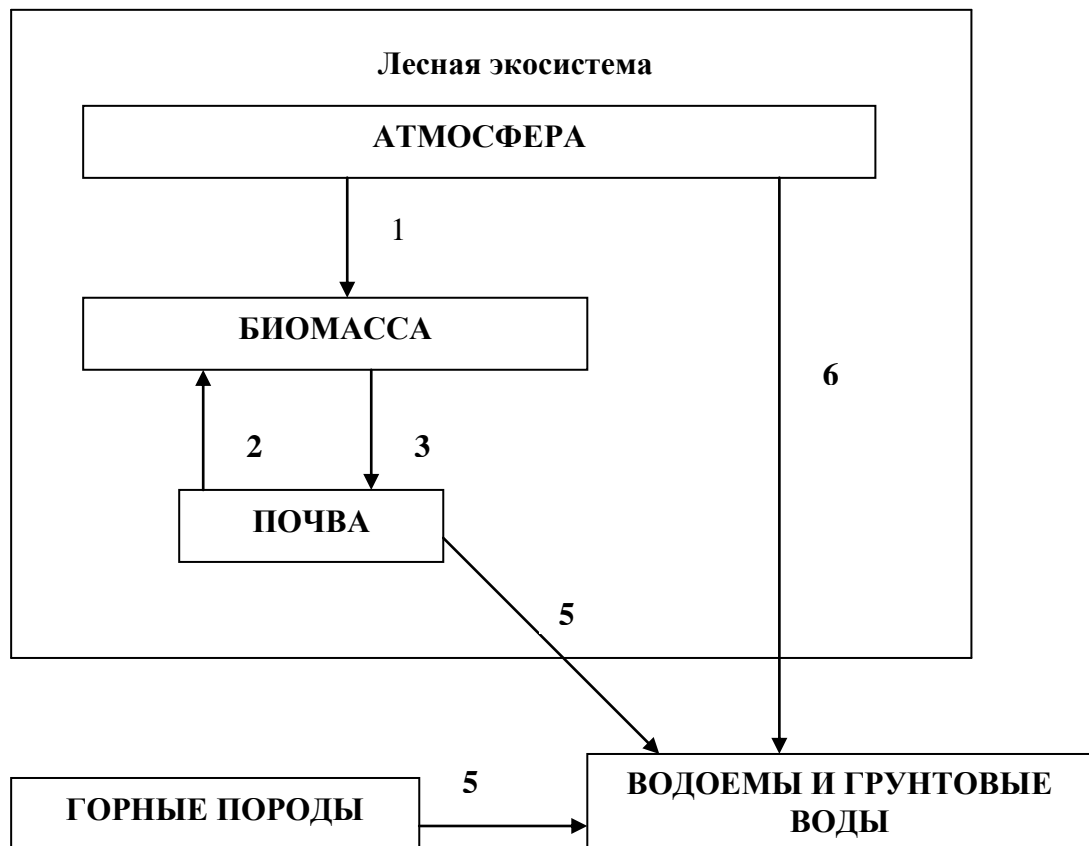 Лесная экосистема
АТМОСФЕРА
1
БИОМАССА
6
2
3
ПОЧВА
5
5
ГОРНЫЕ ПОРОДЫ
ВОДОЕМЫ И ГРУНТОВЫЕ
ВОДЫ